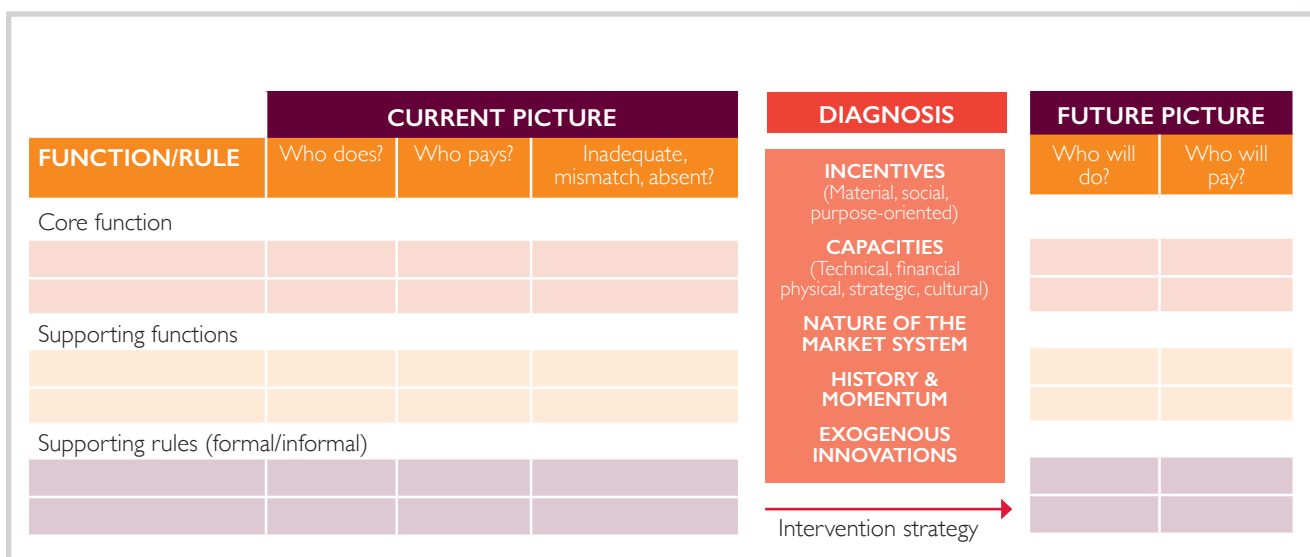 CURRENT PICTURE
FUNCTION/RULE
Who does?
Who pays?
Inadequate,
mismatch, absent?
Core function
Supporting functions
Supporting rules (formal/informal)
DIAGNOSIS
INCENTIVES
(Material, social,
purpose-oriented)
CAPACITIES
(Technical, financial
physical, strategic, cultural)
NATURE OF THE
MARKET SYSTEM
HISTORY &
MOMENTUM
EXOGENOUS
INNOVATIONS
Intervention strategy
FUTURE PICTURE
Who will
do?
Who will
pay?